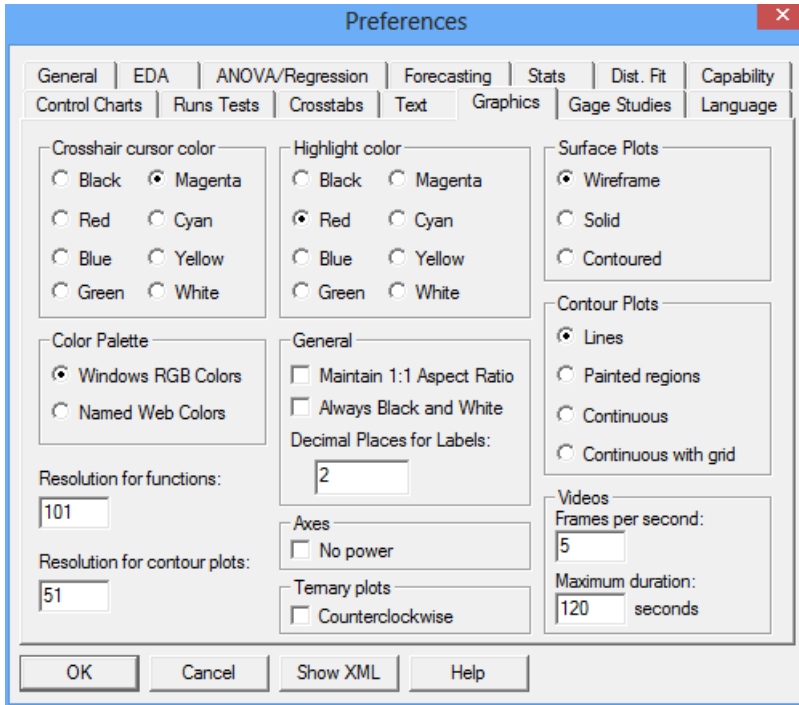 Preferences
General EDA ANOVA/Regression Forecasting Stats Dist. Fit Capability
Control Charts Runs Tests Crosstabs Text Graphics Gage Studies Language
Crosshair cursor color
Black Magenta
Red Cyan
Blue Yellow
Green White
Highlight color
Black Magenta
Red Cyan
Blue Yellow
Green White
Surface Plots
Wireframe
Solid
Contoured
Color Palette
Windows RGB Colors
Named Web Colors
General
Maintain 1:1 Aspect Ratio
Always Black and White
Decimal Places for Labels:
2
Contour Plots
Lines
Painted regions
Continuous
Continuous with grid
Resolution for functions:
101
Resolution for contour plots:
51
Axes
No power
Ternary plots
Counterclockwise
Videos
Frames per second:
5
Maximum duration:
120 seconds
OK Cancel Show XML Help